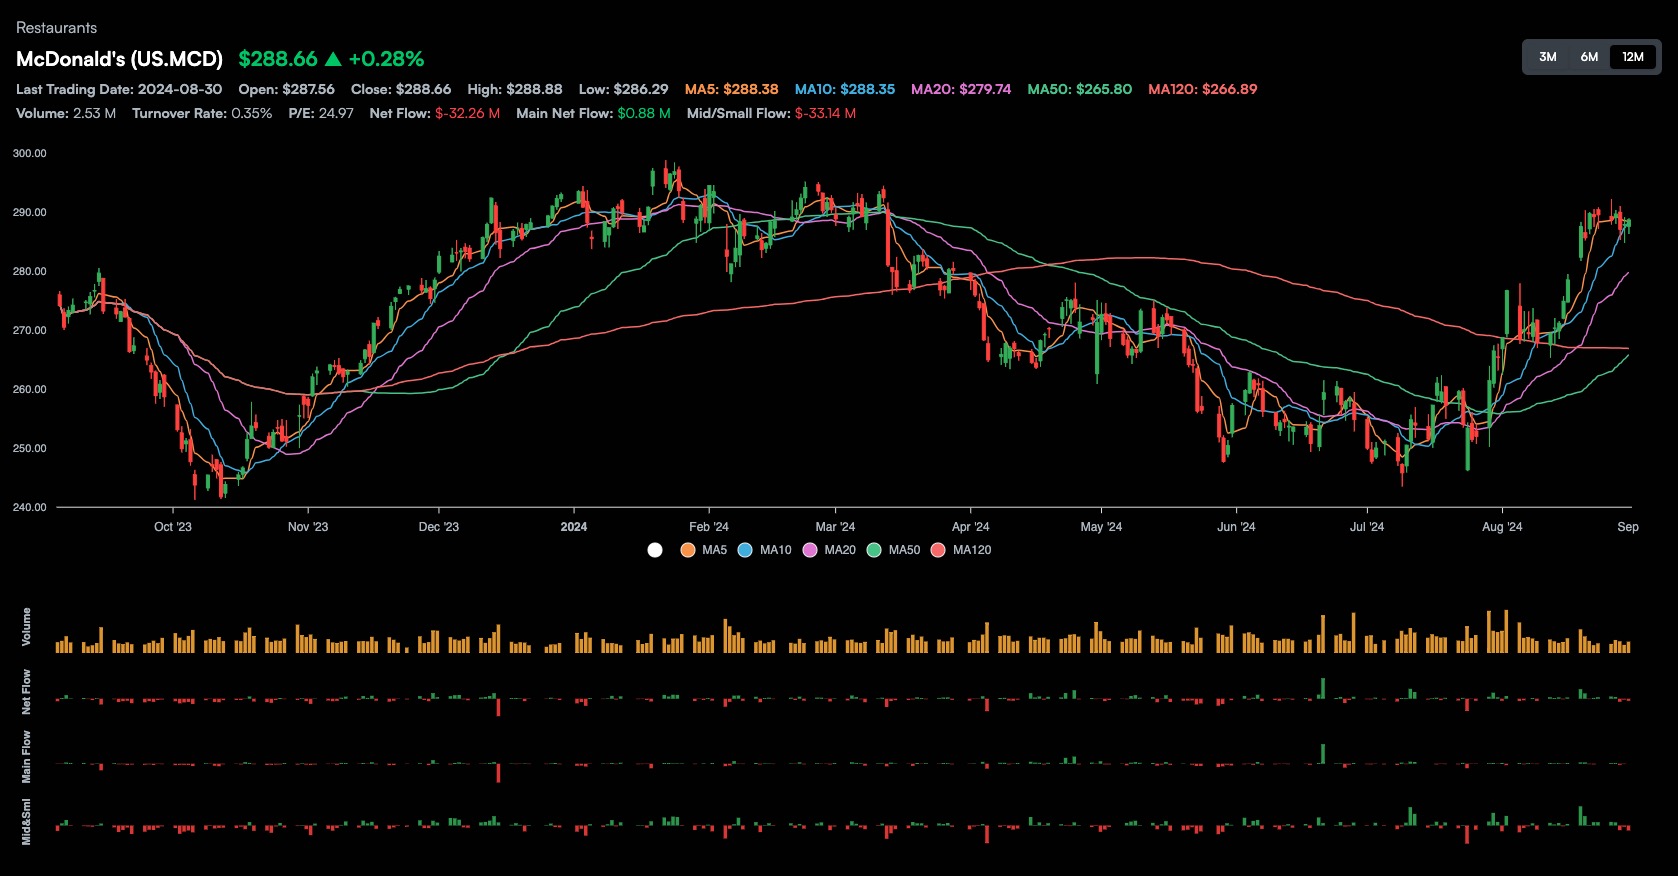 Restaurants
McDonald's (US.MCD) $288.66 ▲ +0.28%
3M 6M 12M
Last Trading Date: 2024-08-30 Open: $287.56 Close: $288.66 High: $288.88 Low: $286.29 MA5: $288.38 MA10: $288.35 MA20: $279.74 MA50: $265.80 MA120: $266.89
Volume: 2.53 M Turnover Rate: 0.35% P/E: 24.97 Net Flow: $-32.26 M Main Net Flow: $0.88 M Mid/Small Flow: $-33.14 M
300.00
290.00
280.00
270.00
260.00
250.00
240.00
Oct '23 Nov '23 Dec '23 2024 Feb '24 Mar '24 Apr '24 May '24 Jun '24 Jul '24 Aug '24 Sep
MA5 MA10 MA20 MA50 MA120
Volume
Net Flow
Main Flow
Mid&Sml